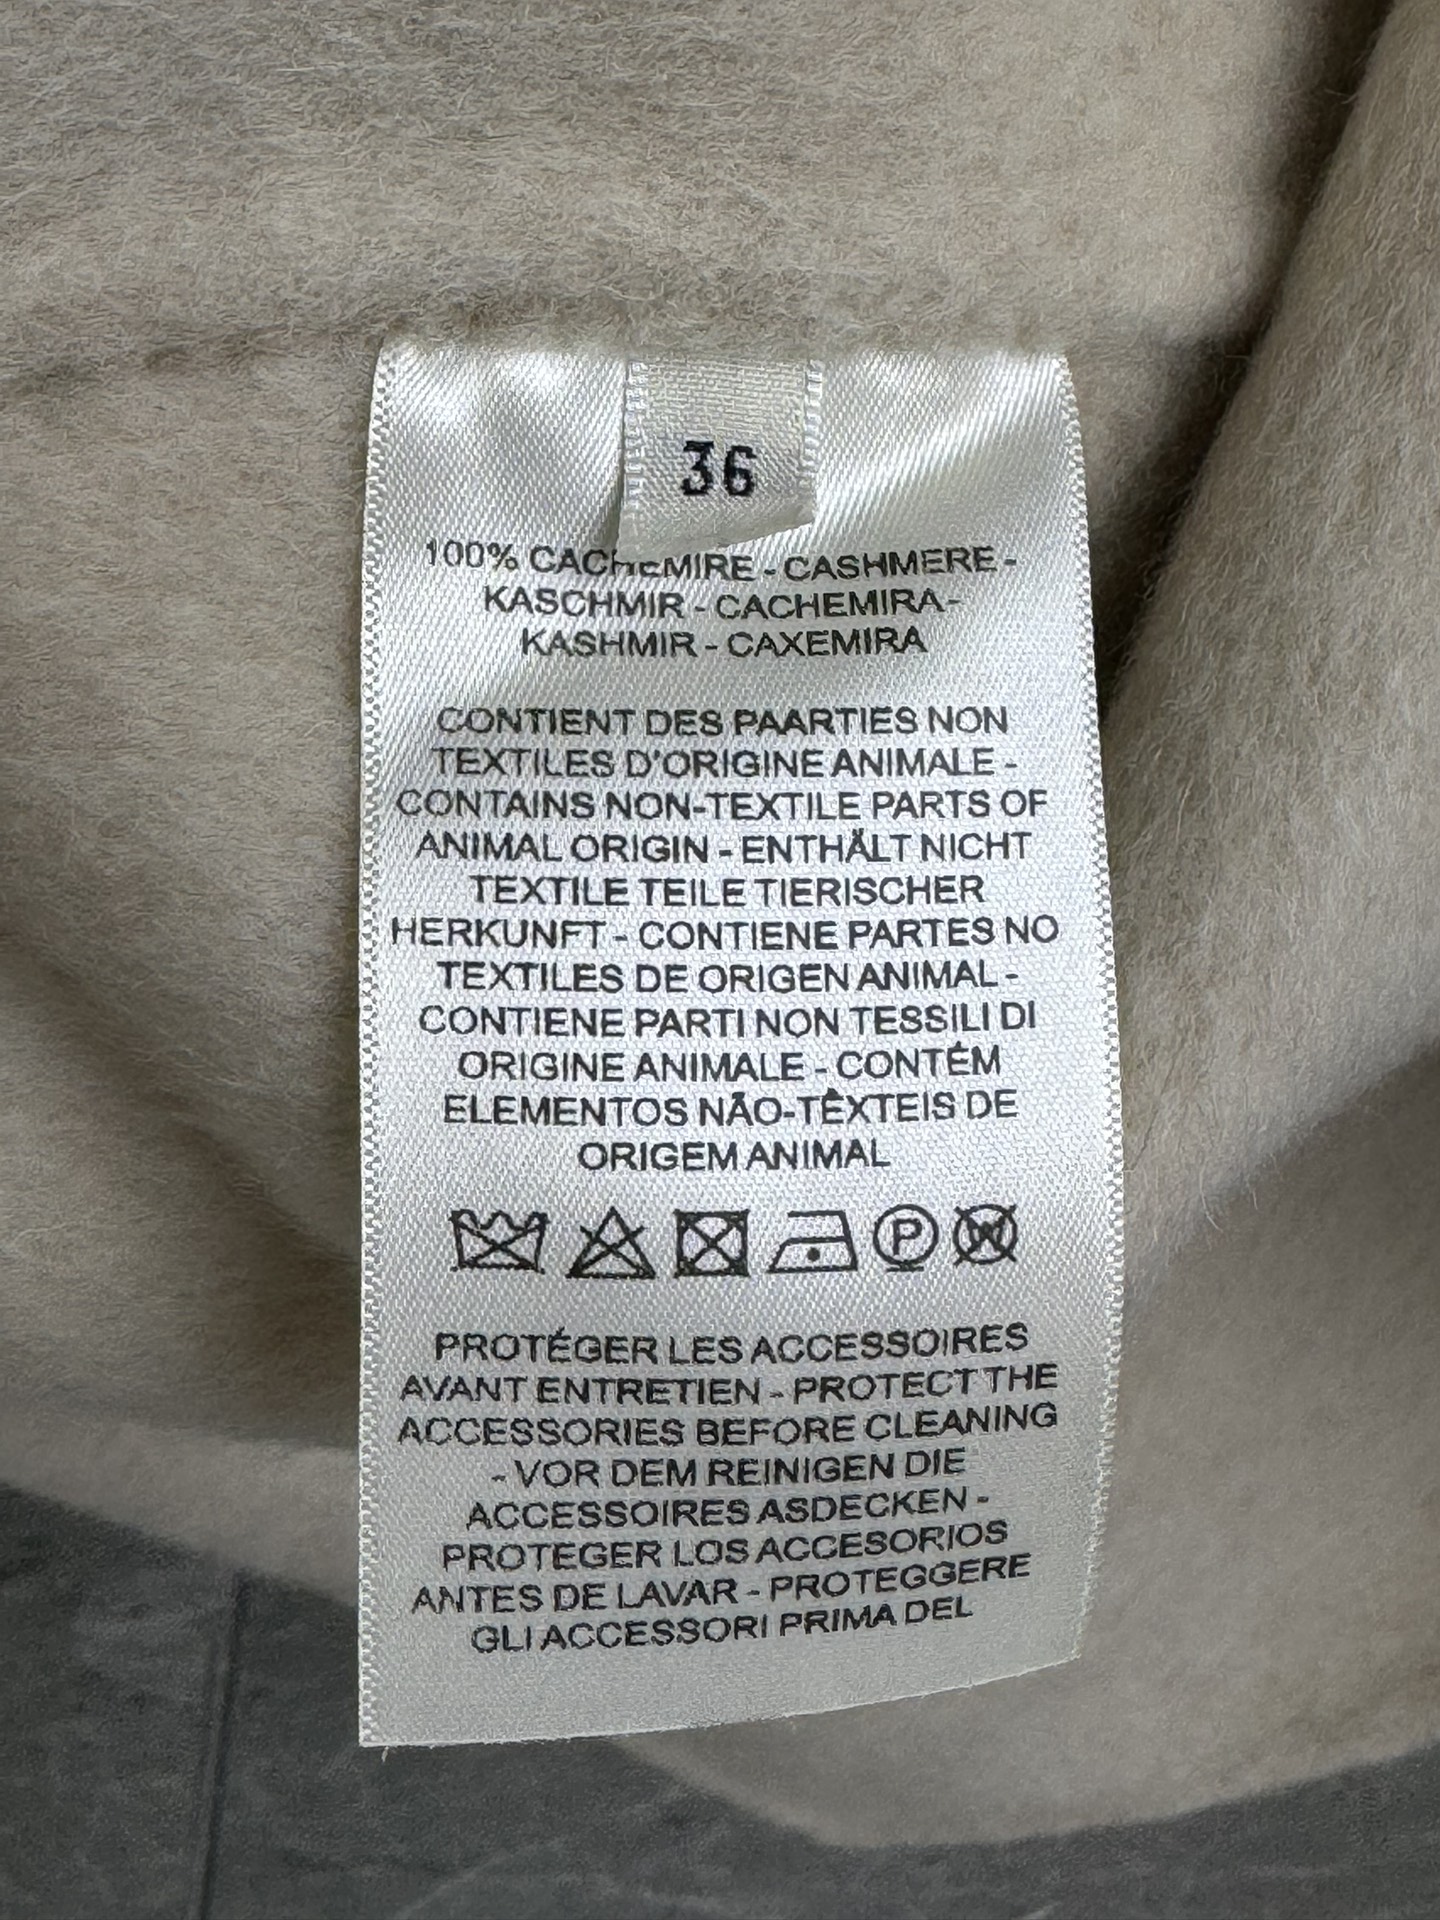 36
100% CACHEMIRE - CASHMERE -
KASCHMIR - CACHEMIRA-
KASHMIR - CAXEMIRA
CONTIENT DES PAARTIES NON
TEXTILES D'ORIGINE ANIMALE -
CONTAINS NON-TEXTILE PARTS OF
ANIMAL ORIGIN - ENTHÄLT NICHT
TEXTILE TEILE TIERISCHER
HERKUNFT - CONTIENE PARTES NO
TEXTILES DE ORIGEN ANIMAL -
CONTIENE PARTI NON TESSILI DI
ORIGINE ANIMALE - CONTÉM
ELEMENTOS NÃO-TÊXTEIS DE
ORIGEM ANIMAL
P W
PROTÉGER LES ACCESSOIRES
AVANT ENTRETIEN - PROTECT THE
ACCESSORIES BEFORE CLEANING
- VOR DEM REINIGEN DIE
ACCESSOIRES ASDECKEN -
PROTEGER LOS ACCESORIOS
ANTES DE LAVAR - PROTEGGERE
GLI ACCESSORI PRIMA DEL